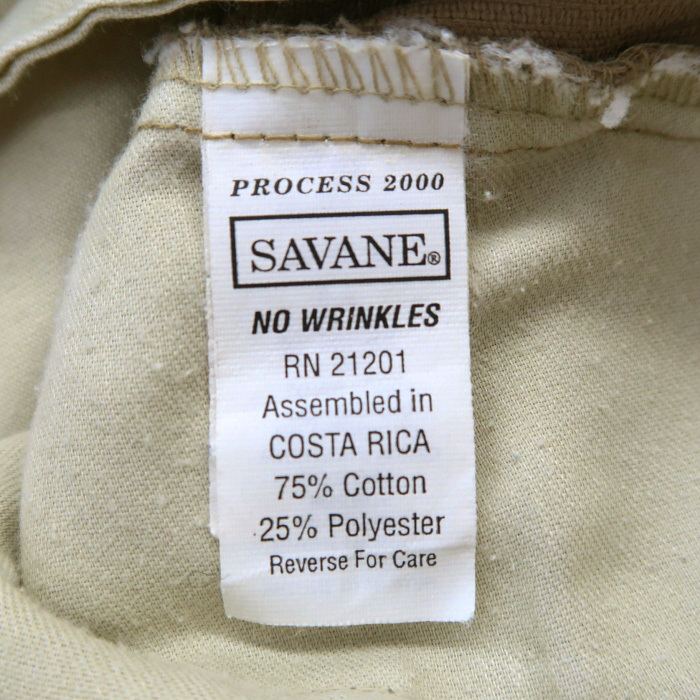 PROCESS 2000
SAVANE®
NO WRINKLES
RN 21201
Assembled in
COSTA RICA
75% Cotton
25% Polyester
Reverse For Care